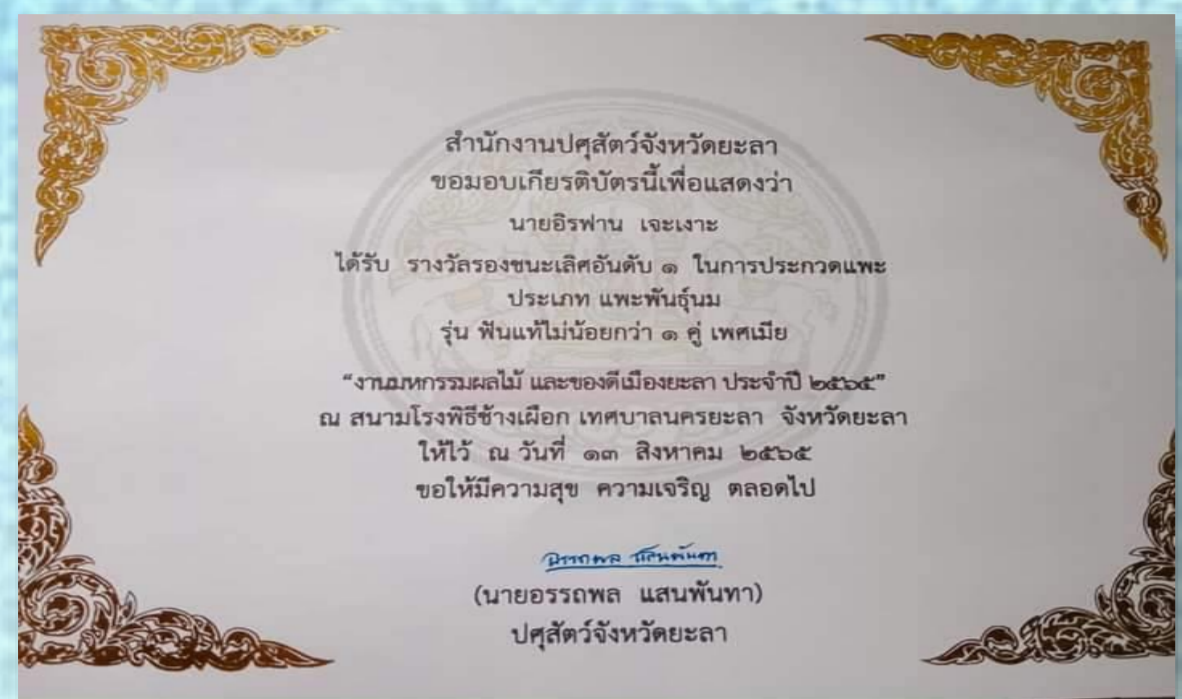 สำนักงานปศุสัตว์จังหวัดยะลา
ขอมอบเกียรติบัตรนี้เพื่อแสดงว่า
นายอิรฟาน เจะเงาะ
ได้รับ รางวัลรองชนะเลิศอันดับ ๑ ในการประกวดแพะ
ประเภท แพะพันธุ์นม
รุ่น ฟันแท้ไม่น้อยกว่า ๑ คู่ เพศเมีย
“งานมหกรรมผลไม้ และของดีเมืองยะลา ประจำปี ๒๕๖๕”
ณ สนามโรงพิธีช้างเผือก เทศบาลนครยะลา จังหวัดยะลา
ให้ไว้ ณ วันที่ ๑๓ สิงหาคม ๒๕๖๕
ขอให้มีความสุข ความเจริญ ตลอดไป
อรรถพล แสนพันทา
(นายอรรถพล แสนพันทา)
ปศุสัตว์จังหวัดยะลา